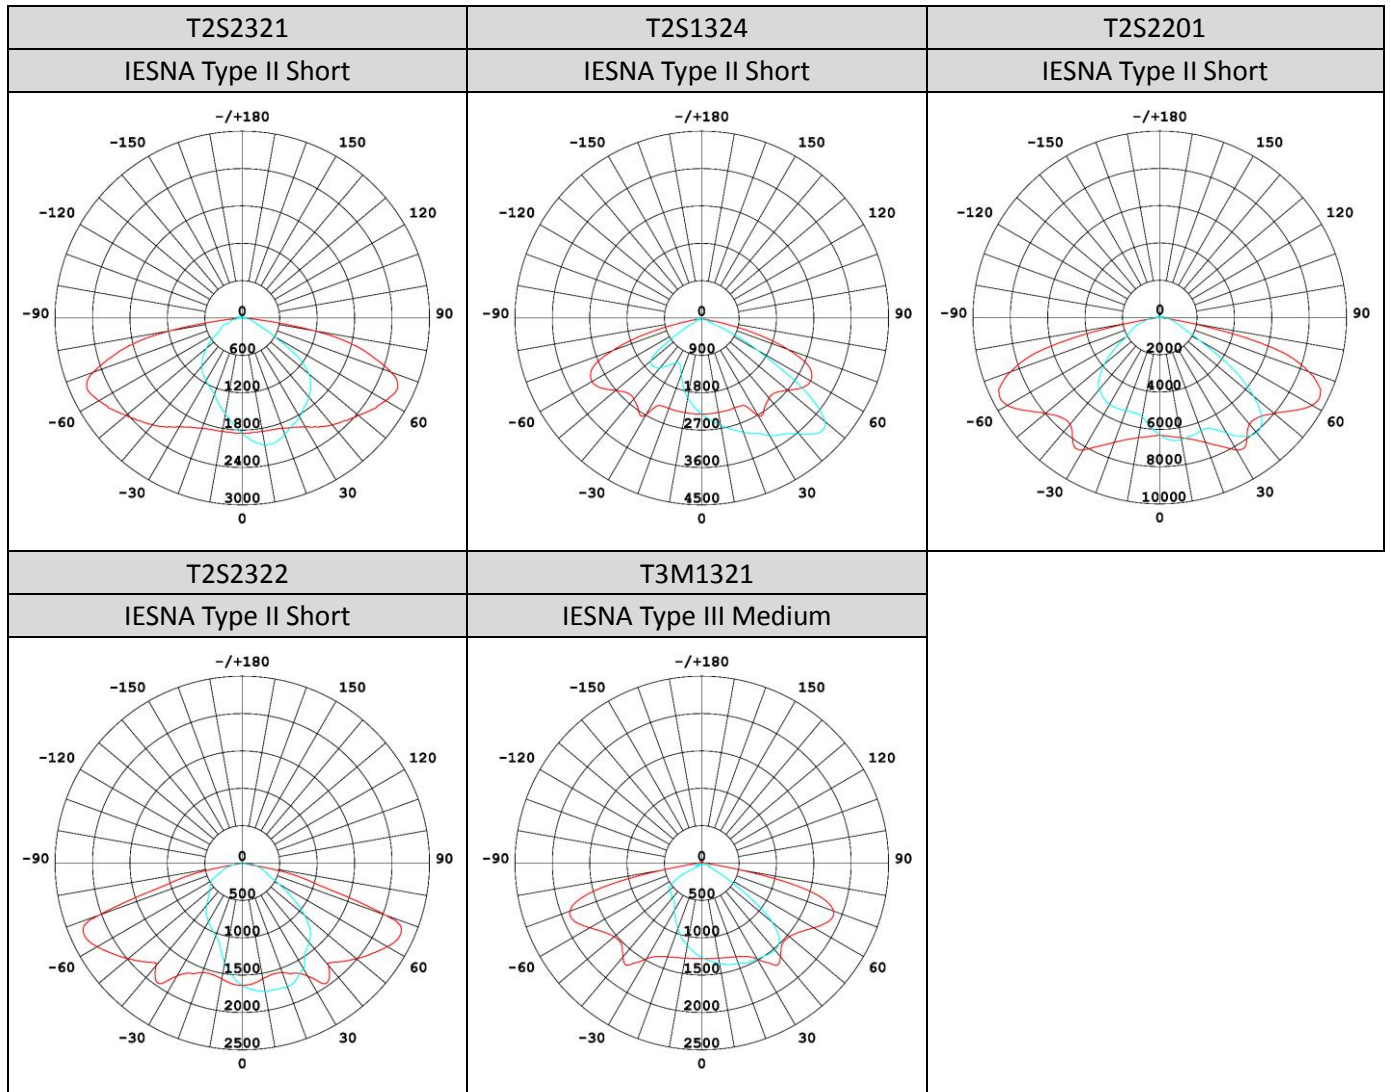 T2S2321 T2S1324 T2S2201
IESNA Type II Short IESNA Type II Short IESNA Type II Short
-/+180 -/+180 -/+180
-150 150 -150 150 -150 150
-120 120 -120 120 -120 120
-90 0 90 -90 0 90 -90 0 90
600 900 2000
1200 1800 4000
-60 1800 60 -60 2700 60 -60 6000 60
2400 3600 8000
-30 3000 30 -30 4500 30 -30 10000 30
0 0 0
T2S2322 T3M1321
IESNA Type II Short IESNA Type III Medium
-/+180 -/+180
-150 150 -150 150
-120 120 -120 120
-90 0 90 -90 0 90
500 500
1000 1000
-60 1500 60 -60 1500 60
2000 2000
-30 2500 30 -30 2500 30
0 0